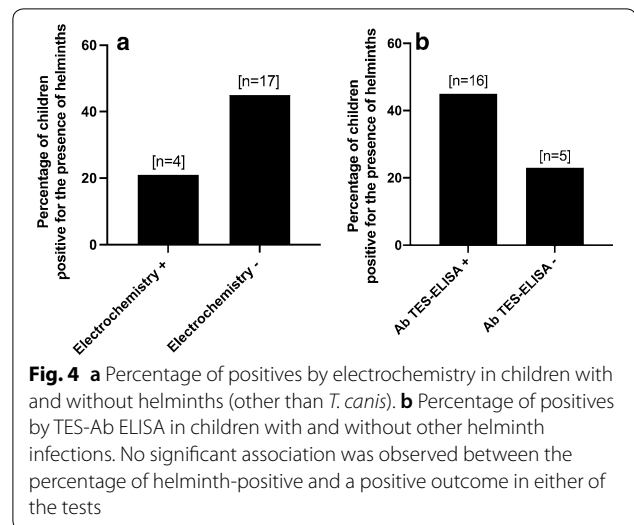 a
60
40
20
0
Percentage of children
positive for the presence of helminths
[n=4]
[n=17]
Electrochemistry +
Electrochemistry -
b
60
40
20
0
Percentage of children
positive for the presence of helminths
[n=16]
[n=5]
Ab TES-ELISA +
Ab TES-ELISA -
Fig. 4 a Percentage of positives by electrochemistry in children with
and without helminths (other than T. canis). b Percentage of positives
by TES-Ab ELISA in children with and without other helminth
infections. No significant association was observed between the
percentage of helminth-positive and a positive outcome in either of
the tests